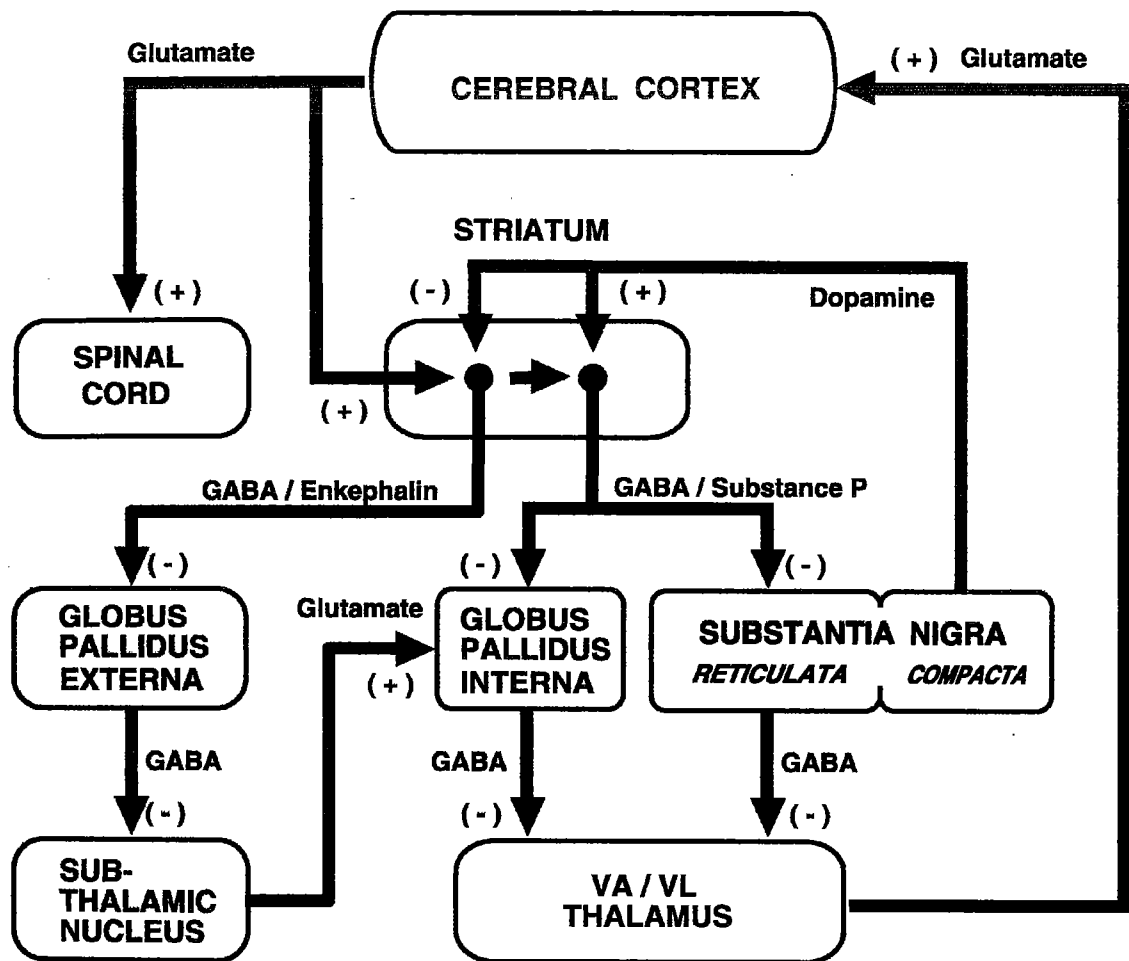 Glutamate
CEREBRAL CORTEX
(+) Glutamate
STRIATUM
(+)
(-)
(+)
Dopamine
SPINAL
CORD
(+)
GABA / Enkephalin
GABA / Substance P
(-)
(-)
(-)
GLOBUS
PALLIDUS
EXTERNA
Glutamate
(+)
GLOBUS
PALLIDUS
INTERNA
SUBSTANTIA NIGRA
RETICULATA COMPACTA
GABA
GABA
GABA
(-)
(-)
(-)
SUB-
THALAMIC
NUCLEUS
VA / VL
THALAMUS